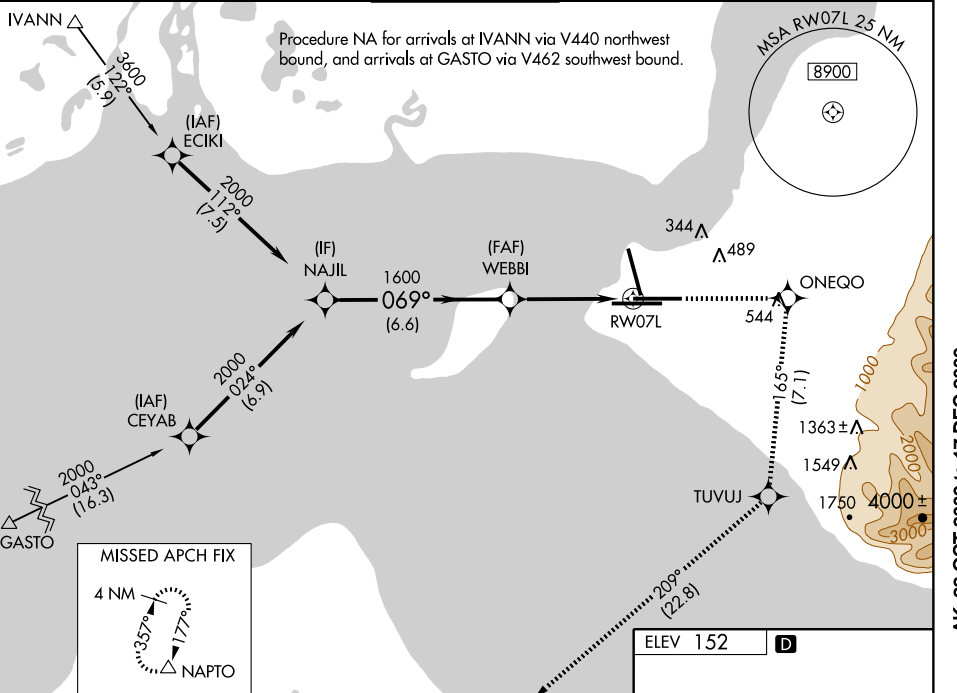 IVANN
3600
122°
(5.9)
Procedure NA for arrivals at IVANN via V440 northwest
bound, and arrivals at GASTO via V462 southwest bound.
MSA RW07L 25 NM
8900
(IAF)
ECIKI
2000
112°
(7.5)
(IF)
NAJIL
1600
069°
(6.6)
(FAF)
WEBBI
344
489
RW07L
544
ONEQO
165°
(7.1)
2000
024°
(6.9)
(IAF)
CEYAB
2000
043°
(16.3)
GASTO
1000
1363±
2000
1549
1750
4000±
3000
TUVUJ
209°
(22.8)
MISSED APCH FIX
4 NM
357°
177°
NAPTO
ELEV 152
D